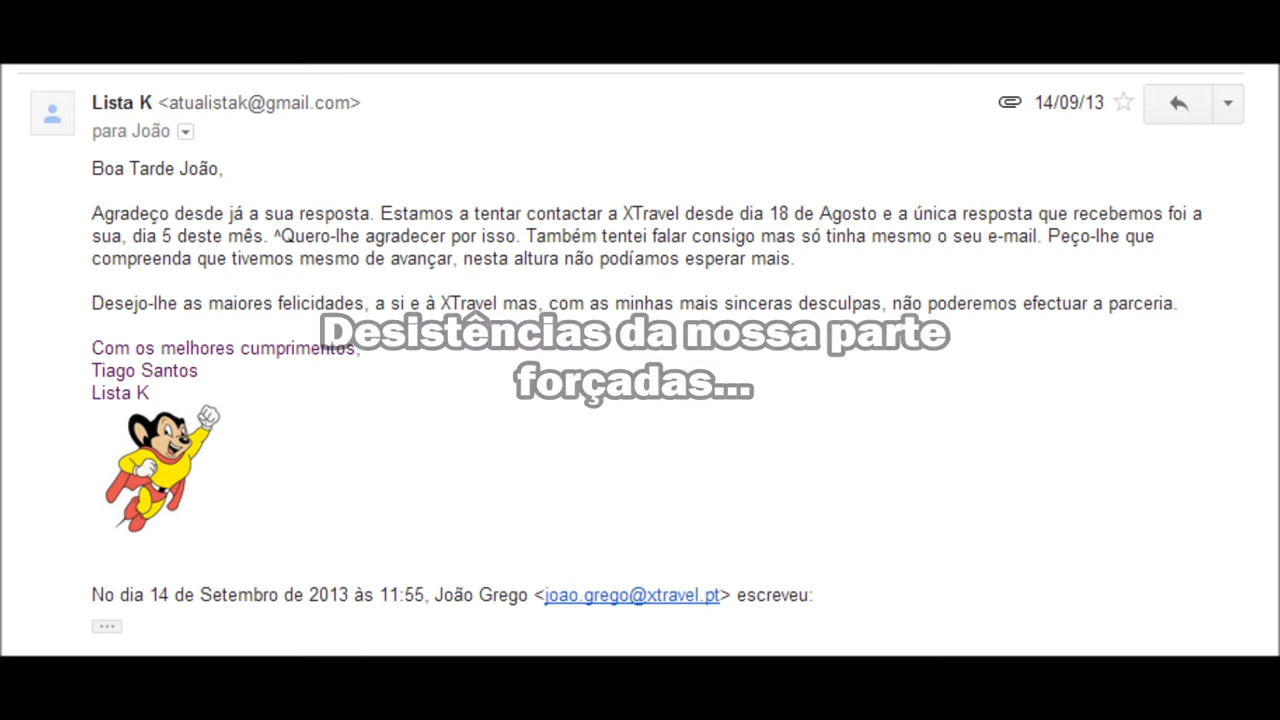 Lista K <atualistak@gmail.com>
14/09/13
para João
Boa Tarde João,
Agradeço desde já a sua resposta. Estamos a tentar contactar a XTravel desde dia 18 de Agosto e a única resposta que recebemos foi a
sua, dia 5 deste mês. ^Quero-lhe agradecer por isso. Também tentei falar consigo mas só tinha mesmo o seu e-mail. Peço-lhe que
compreenda que tivemos mesmo de avançar, nesta altura não podíamos esperar mais.
Desejo-lhe as maiores felicidades, a si e à XTravel mas, com as minhas mais sinceras desculpas, não poderemos efectuar a parceria.
Desistências da nossa parte
forçadas...
Com os melhores cumprimentos,
Tiago Santos
Lista K
No dia 14 de Setembro de 2013 às 11:55, João Grego <joao.grego@xtravel.pt> escreveu: